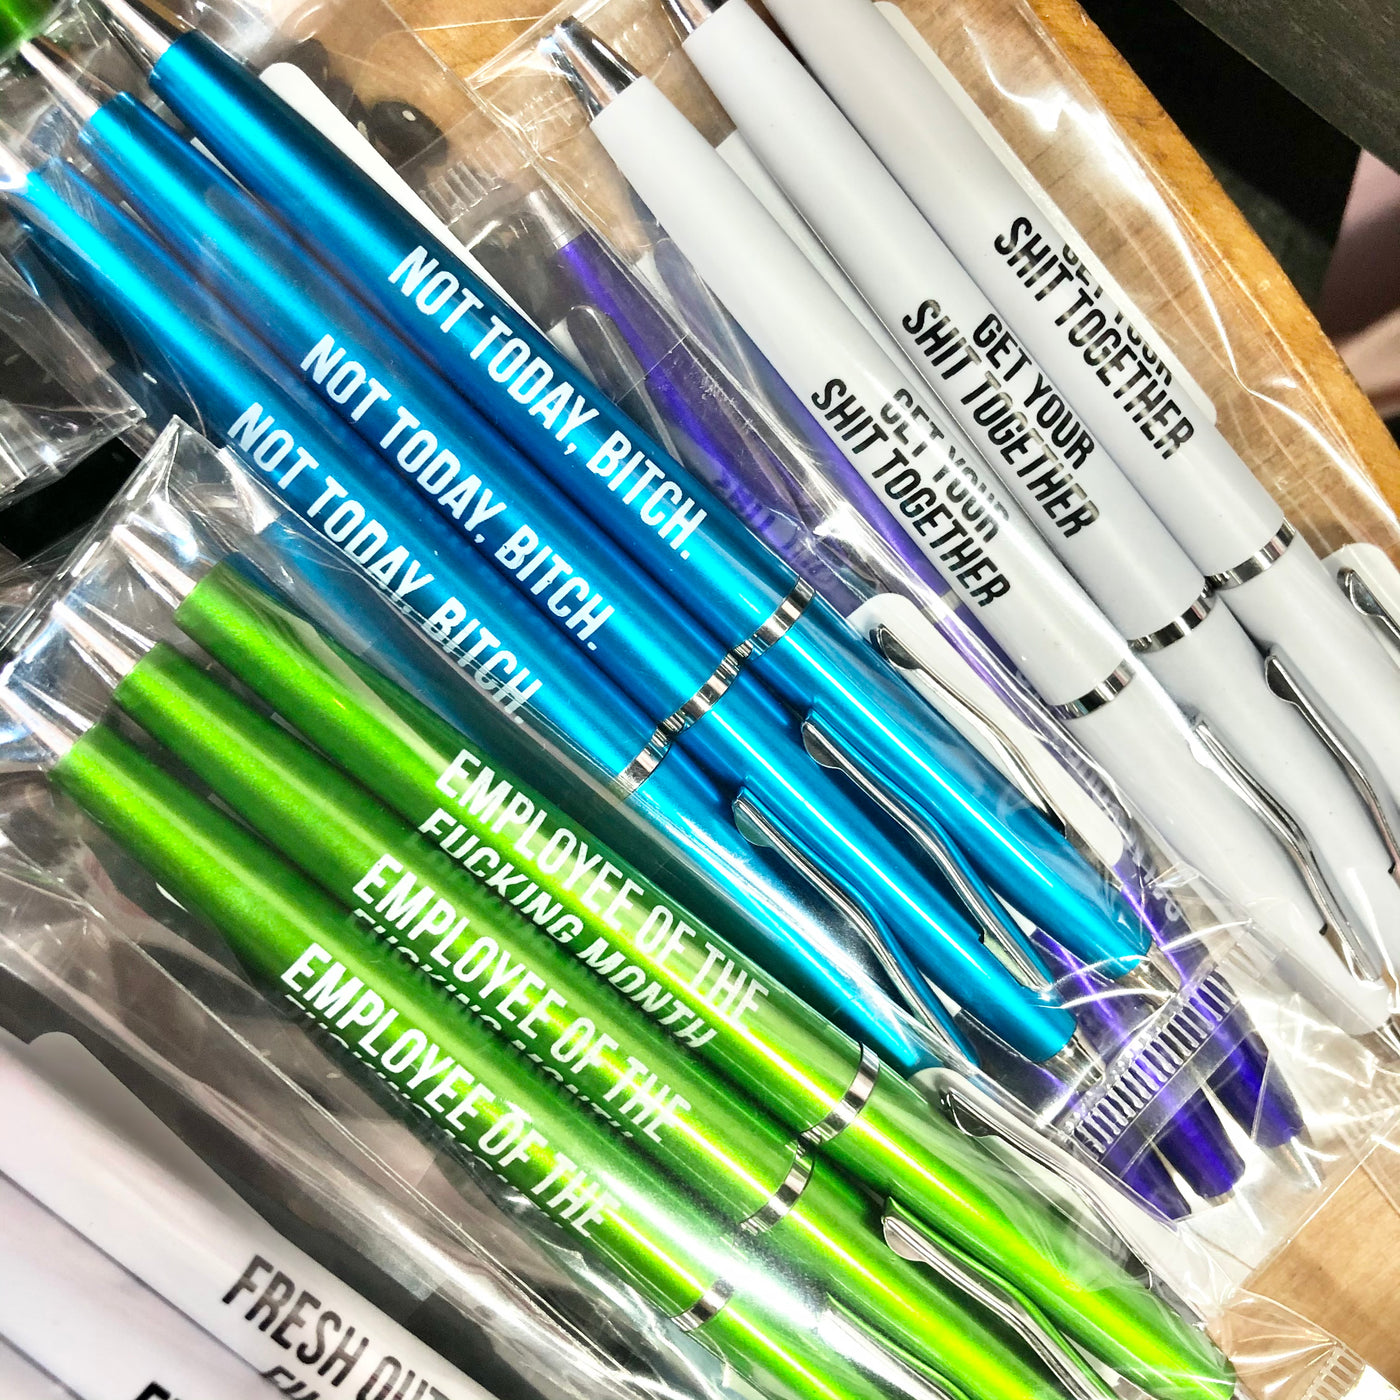 NOT TODAY, BITCH.
NOT TODAY, BITCH.
NOT TODAY, BITCH.
SHIT TOGETHER
GET YOUR
SHIT TOGETHER
GET YOUR
SHIT TOGETHER
EMPLOYEE OF THE
FUCKING MONTH
EMPLOYEE OF THE
EMPLOYEE OF THE
FRESH OUT